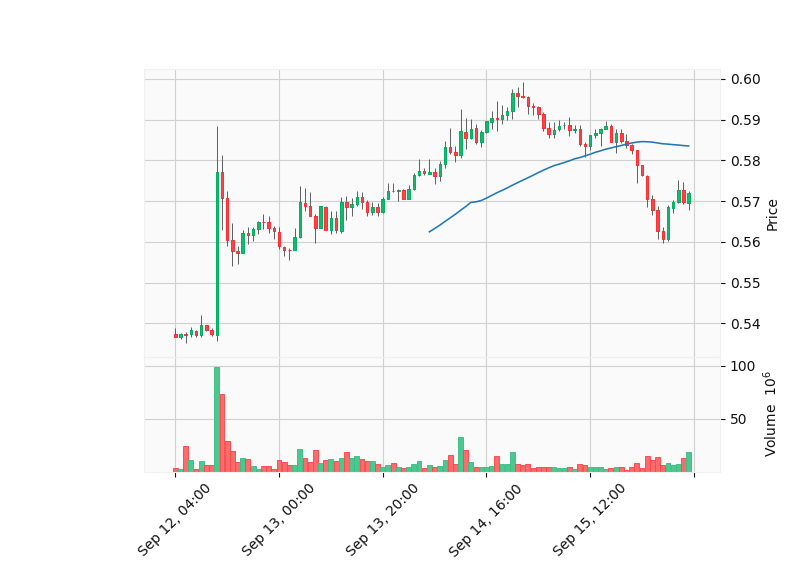 0.60
0.59
0.58
0.57
0.56
0.55
0.54
Price
100
50
Volume 10^6
Sep 12, 04:00
Sep 13, 00:00
Sep 13, 20:00
Sep 14, 16:00
Sep 15, 12:00